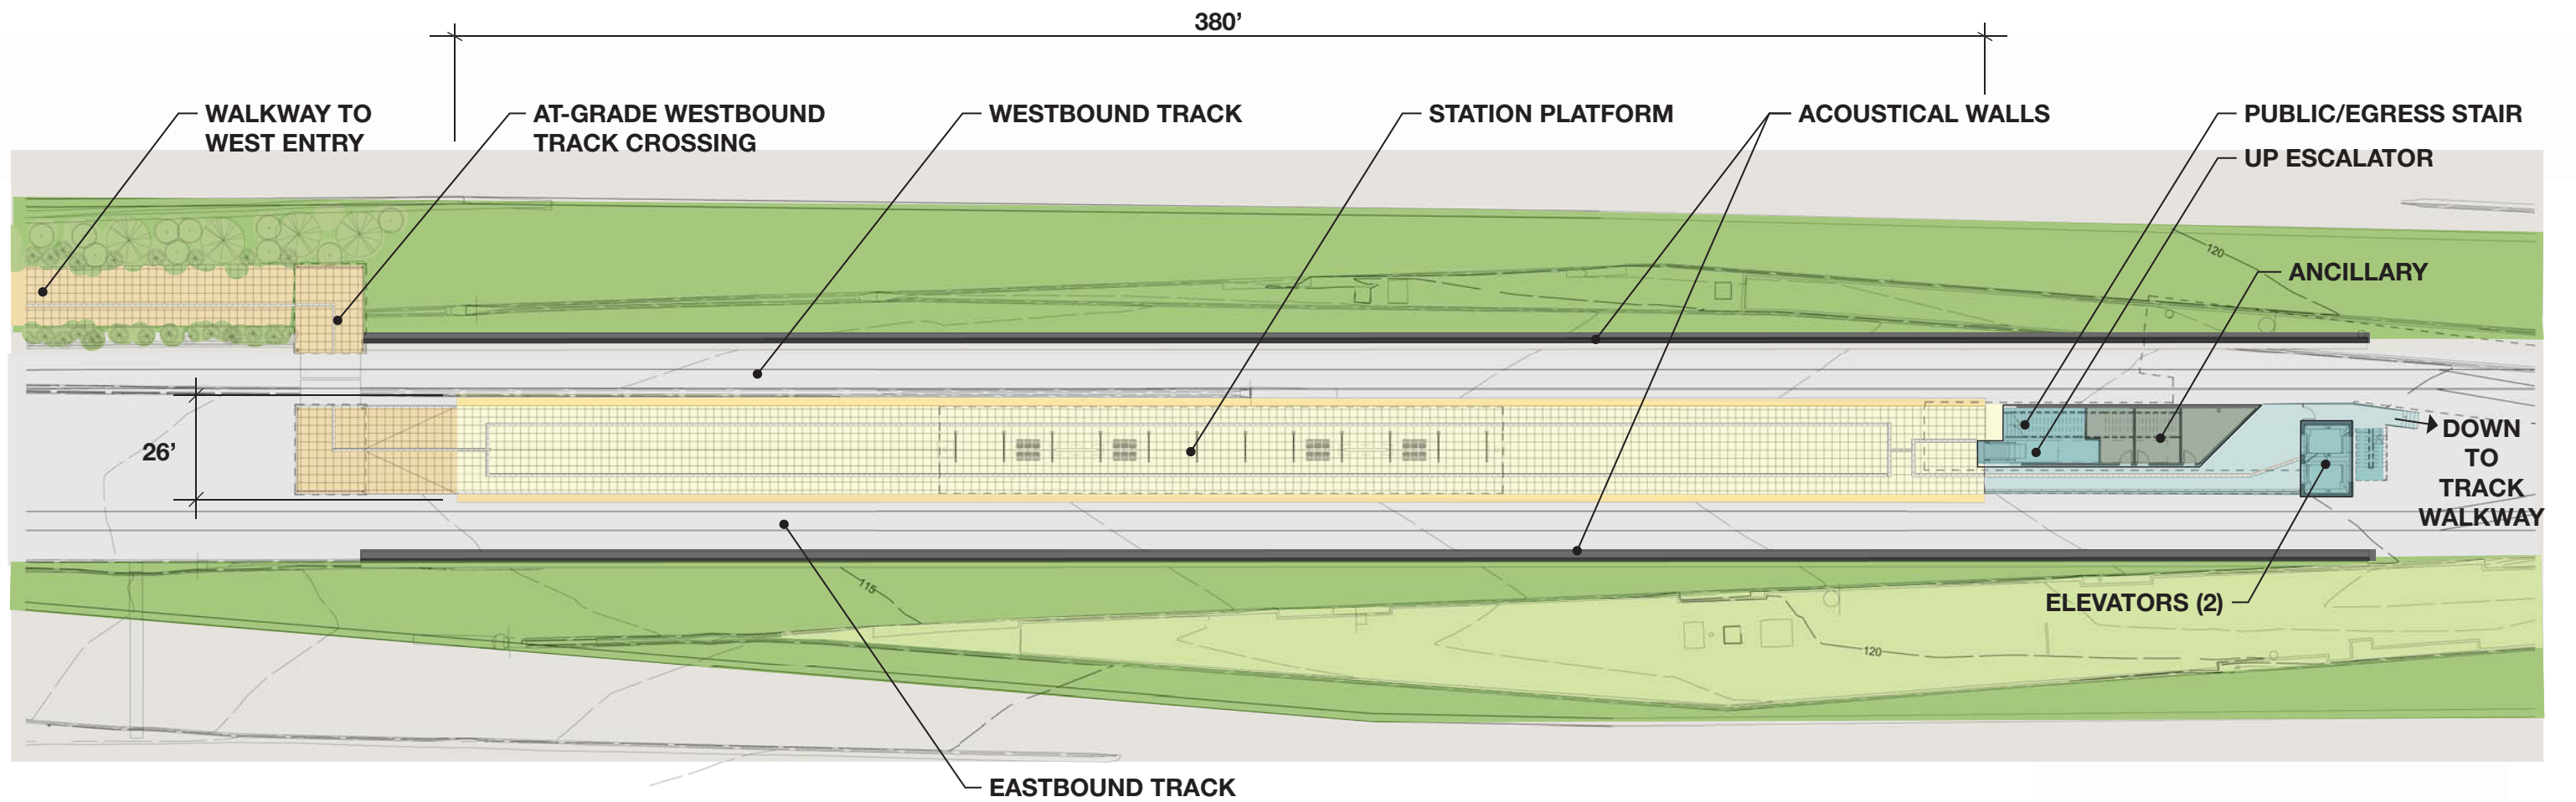 380’
WALKWAY TO
WEST ENTRY
AT-GRADE WESTBOUND
TRACK CROSSING
WESTBOUND TRACK
STATION PLATFORM
ACOUSTICAL WALLS
PUBLIC/EGRESS STAIR
UP ESCALATOR
120
ANCILLARY
26’
DOWN
TO
TRACK
WALKWAY
115
ELEVATORS (2)
120
EASTBOUND TRACK